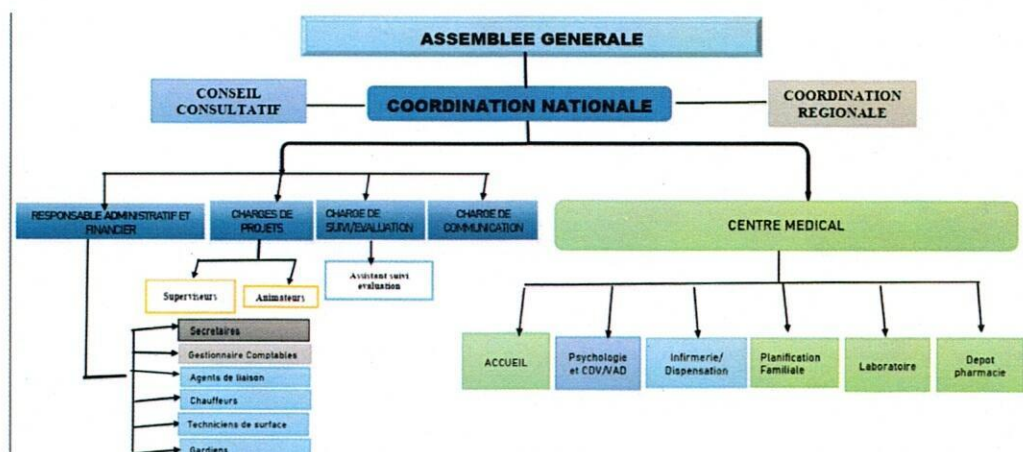 ASSEMBLEE GENERALE
CONSEIL
CONSULTATIF
COORDINATION NATIONALE
COORDINATION
REGIONALE
RESPONSABLE ADMINISTRATIF ET
FINANCIER
CHARGES DE
PROJETS
CHARGE DE
SUIVI/EVALUATION
CHARGE DE
COMMUNICATION
CENTRE MEDICAL
Superviseurs
Animateurs
Assistant suivi
evaluation
Secretaires
Gestionnaire Comptables
Agents de liaison
Chauffeurs
Techniciens de surface
Gardiens
ACCUEIL
Psychologie
et CDV/VAD
Infirmerie/
Dispensation
Planification
Familiale
Laboratoire
Depot
pharmacie